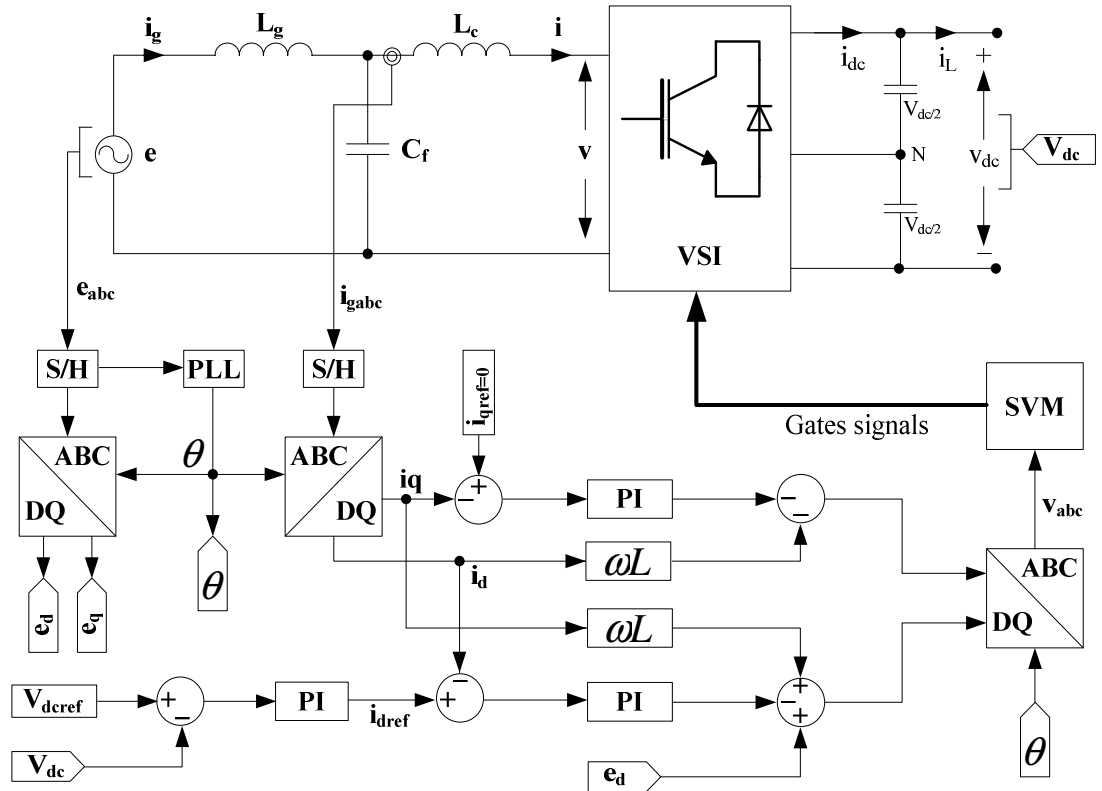 ig
Lg
Lc
i
idc
iL
+
Vdc/2
e
Cf
v
N
vdc
Vdc
Vdc/2
VSI
−
eabc
igabc
S/H
PLL
S/H
iqref=0
SVM
Gates signals
ABC
θ
ABC
DQ
DQ
iq
−
+
PI
−
−
vabc
id
ωL
ABC
θ
ed
eq
ωL
DQ
Vdcref
+
−
PI
idref
−
+
PI
+
−
+
θ
Vdc
ed